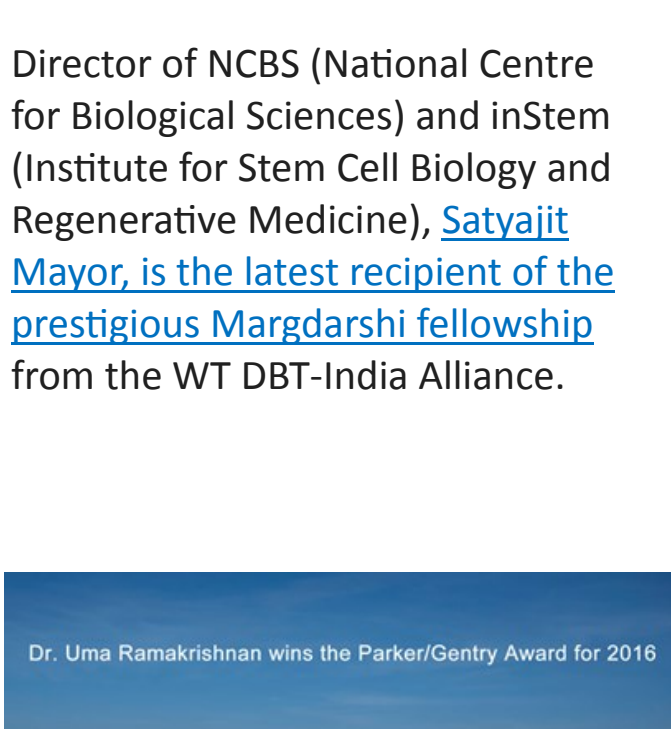 Director of NCBS (National Centre
for Biological Sciences) and inStem
(Institute for Stem Cell Biology and
Regenerative Medicine), Satyajit
Mayor, is the latest recipient of the
prestigious Margdarshi fellowship
from the WT DBT-India Alliance.
Dr. Uma Ramakrishnan wins the Parker/Gentry Award for 2016